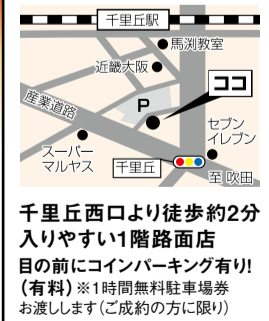 千里丘駅
馬渕教室
近畿大阪
ココ
産業道路
P
セブン
イレブン
スーパー
マルヤス
千里丘
至 吹田
千里丘西口より徒歩約2分
入りやすい1階路面店
目の前にコインパーキング有り!
(有料)※1時間無料駐車場券
お渡しします(ご成約の方に限り)